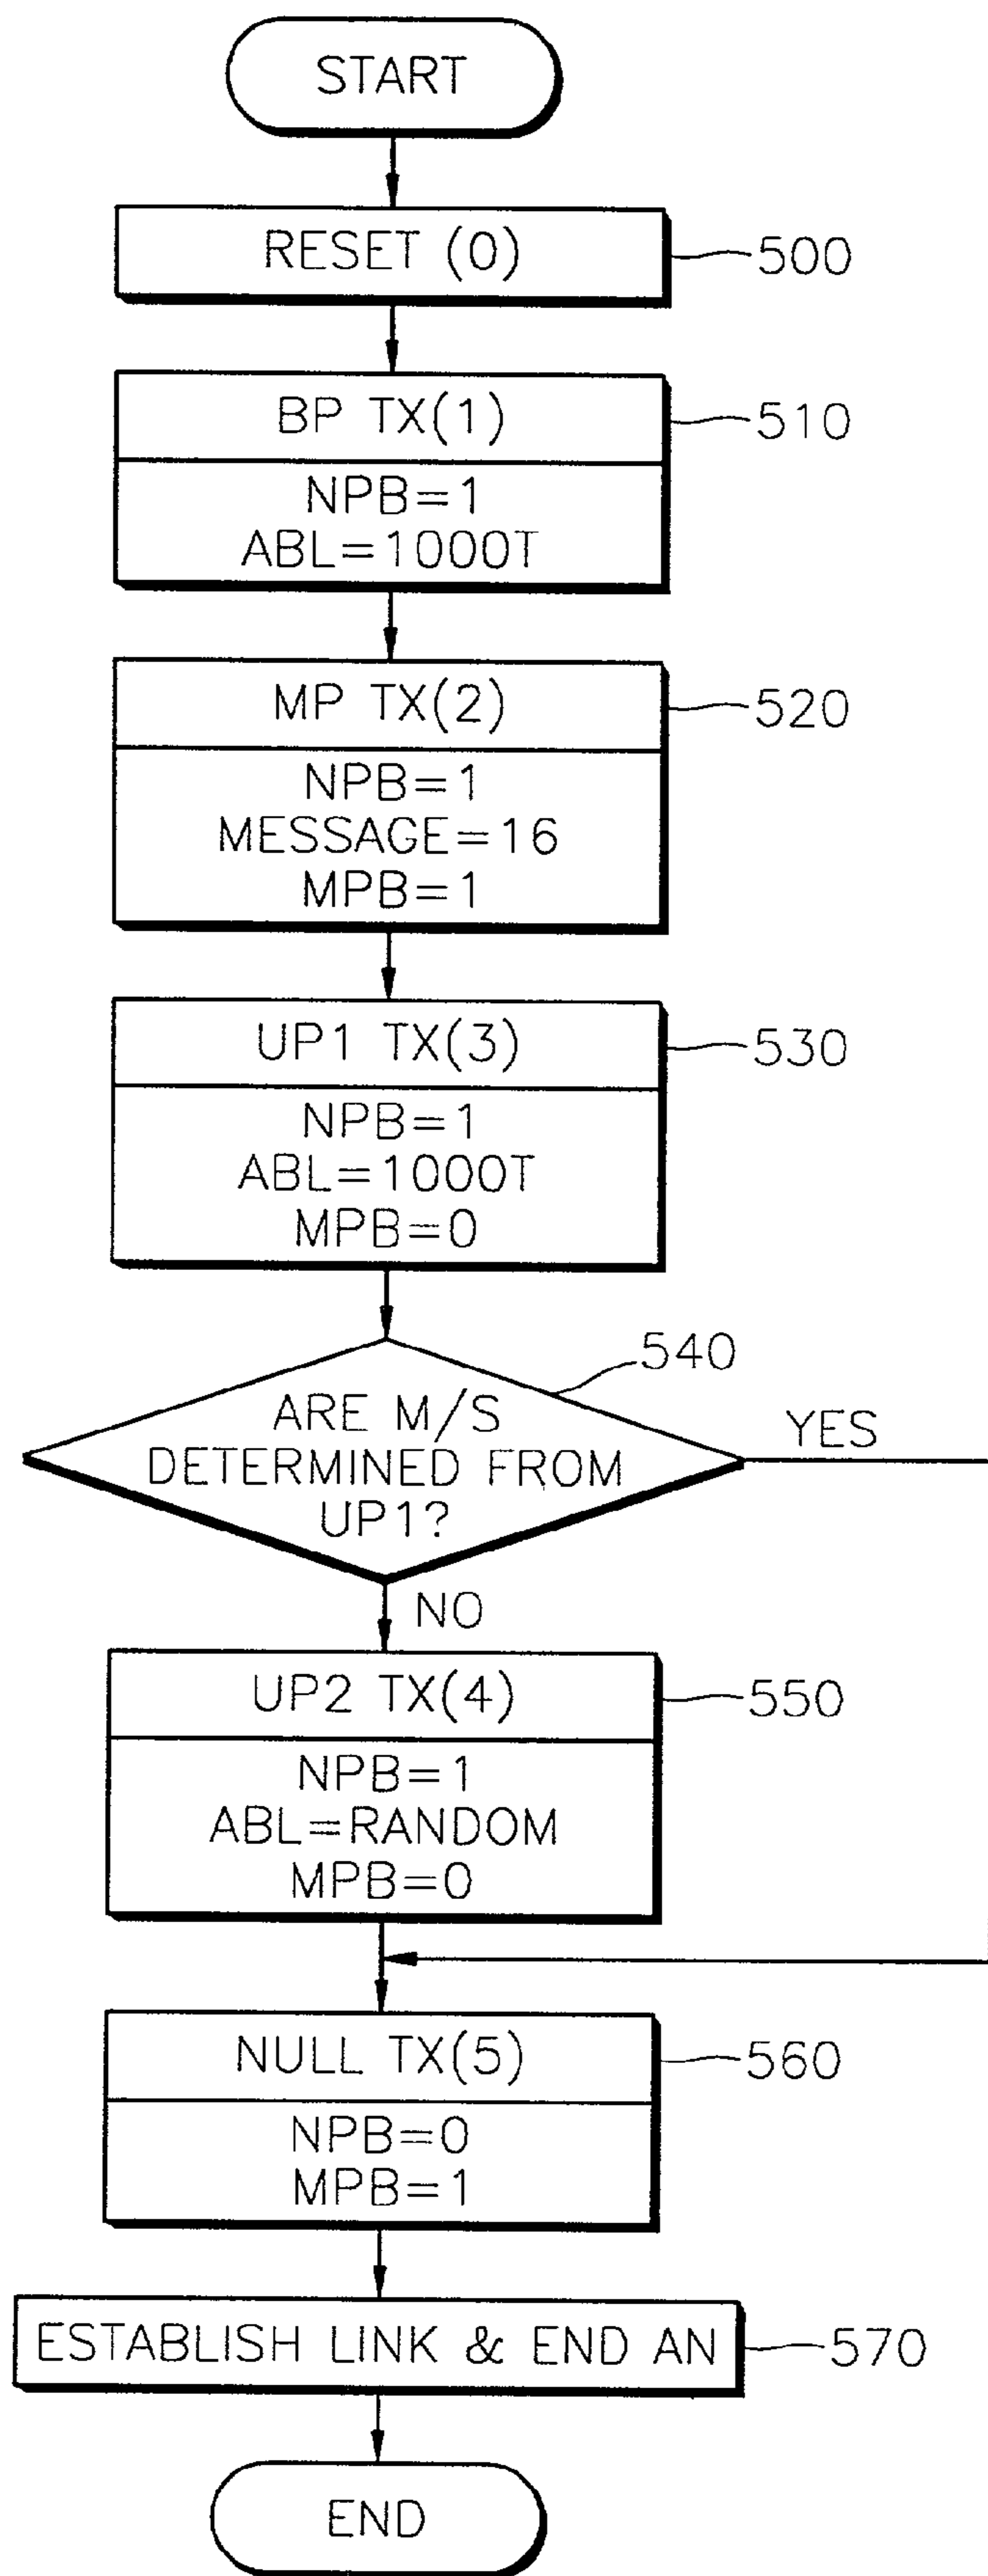 START
RESET (0)
500
BP TX(1)
510
NPB=1
ABL=1000T
MP TX(2)
520
NPB=1
MESSAGE=16
MPB=1
UP1 TX(3)
530
NPB=1
ABL=1000T
MPB=0
540
ARE M/S
DETERMINED FROM
UP1?
YES
NO
UP2 TX(4)
550
NPB=1
ABL=RANDOM
MPB=0
NULL TX(5)
560
NPB=0
MPB=1
ESTABLISH LINK & END AN
570
END